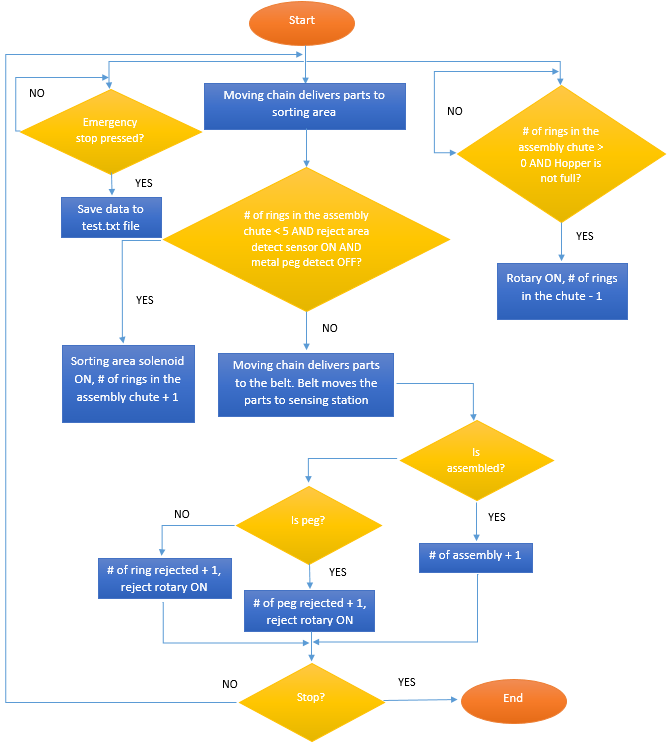 Start
NO
Emergency
stop pressed?
YES
Save data to
test.txt file
Moving chain delivers parts to
sorting area
NO
# of rings in the
assembly chute >
0 AND Hopper is
not full?
YES
Rotary ON, # of rings
in the chute - 1
# of rings in the assembly
chute < 5 AND reject area
detect sensor ON AND
metal peg detect OFF?
YES
Sorting area solenoid
ON, # of rings in the
assembly chute + 1
NO
Moving chain delivers parts
to the belt. Belt moves the
parts to sensing station
Is
assembled?
YES
# of assembly + 1
Is peg?
NO
# of ring rejected + 1,
reject rotary ON
YES
# of peg rejected + 1,
reject rotary ON
Stop?
NO
YES
End